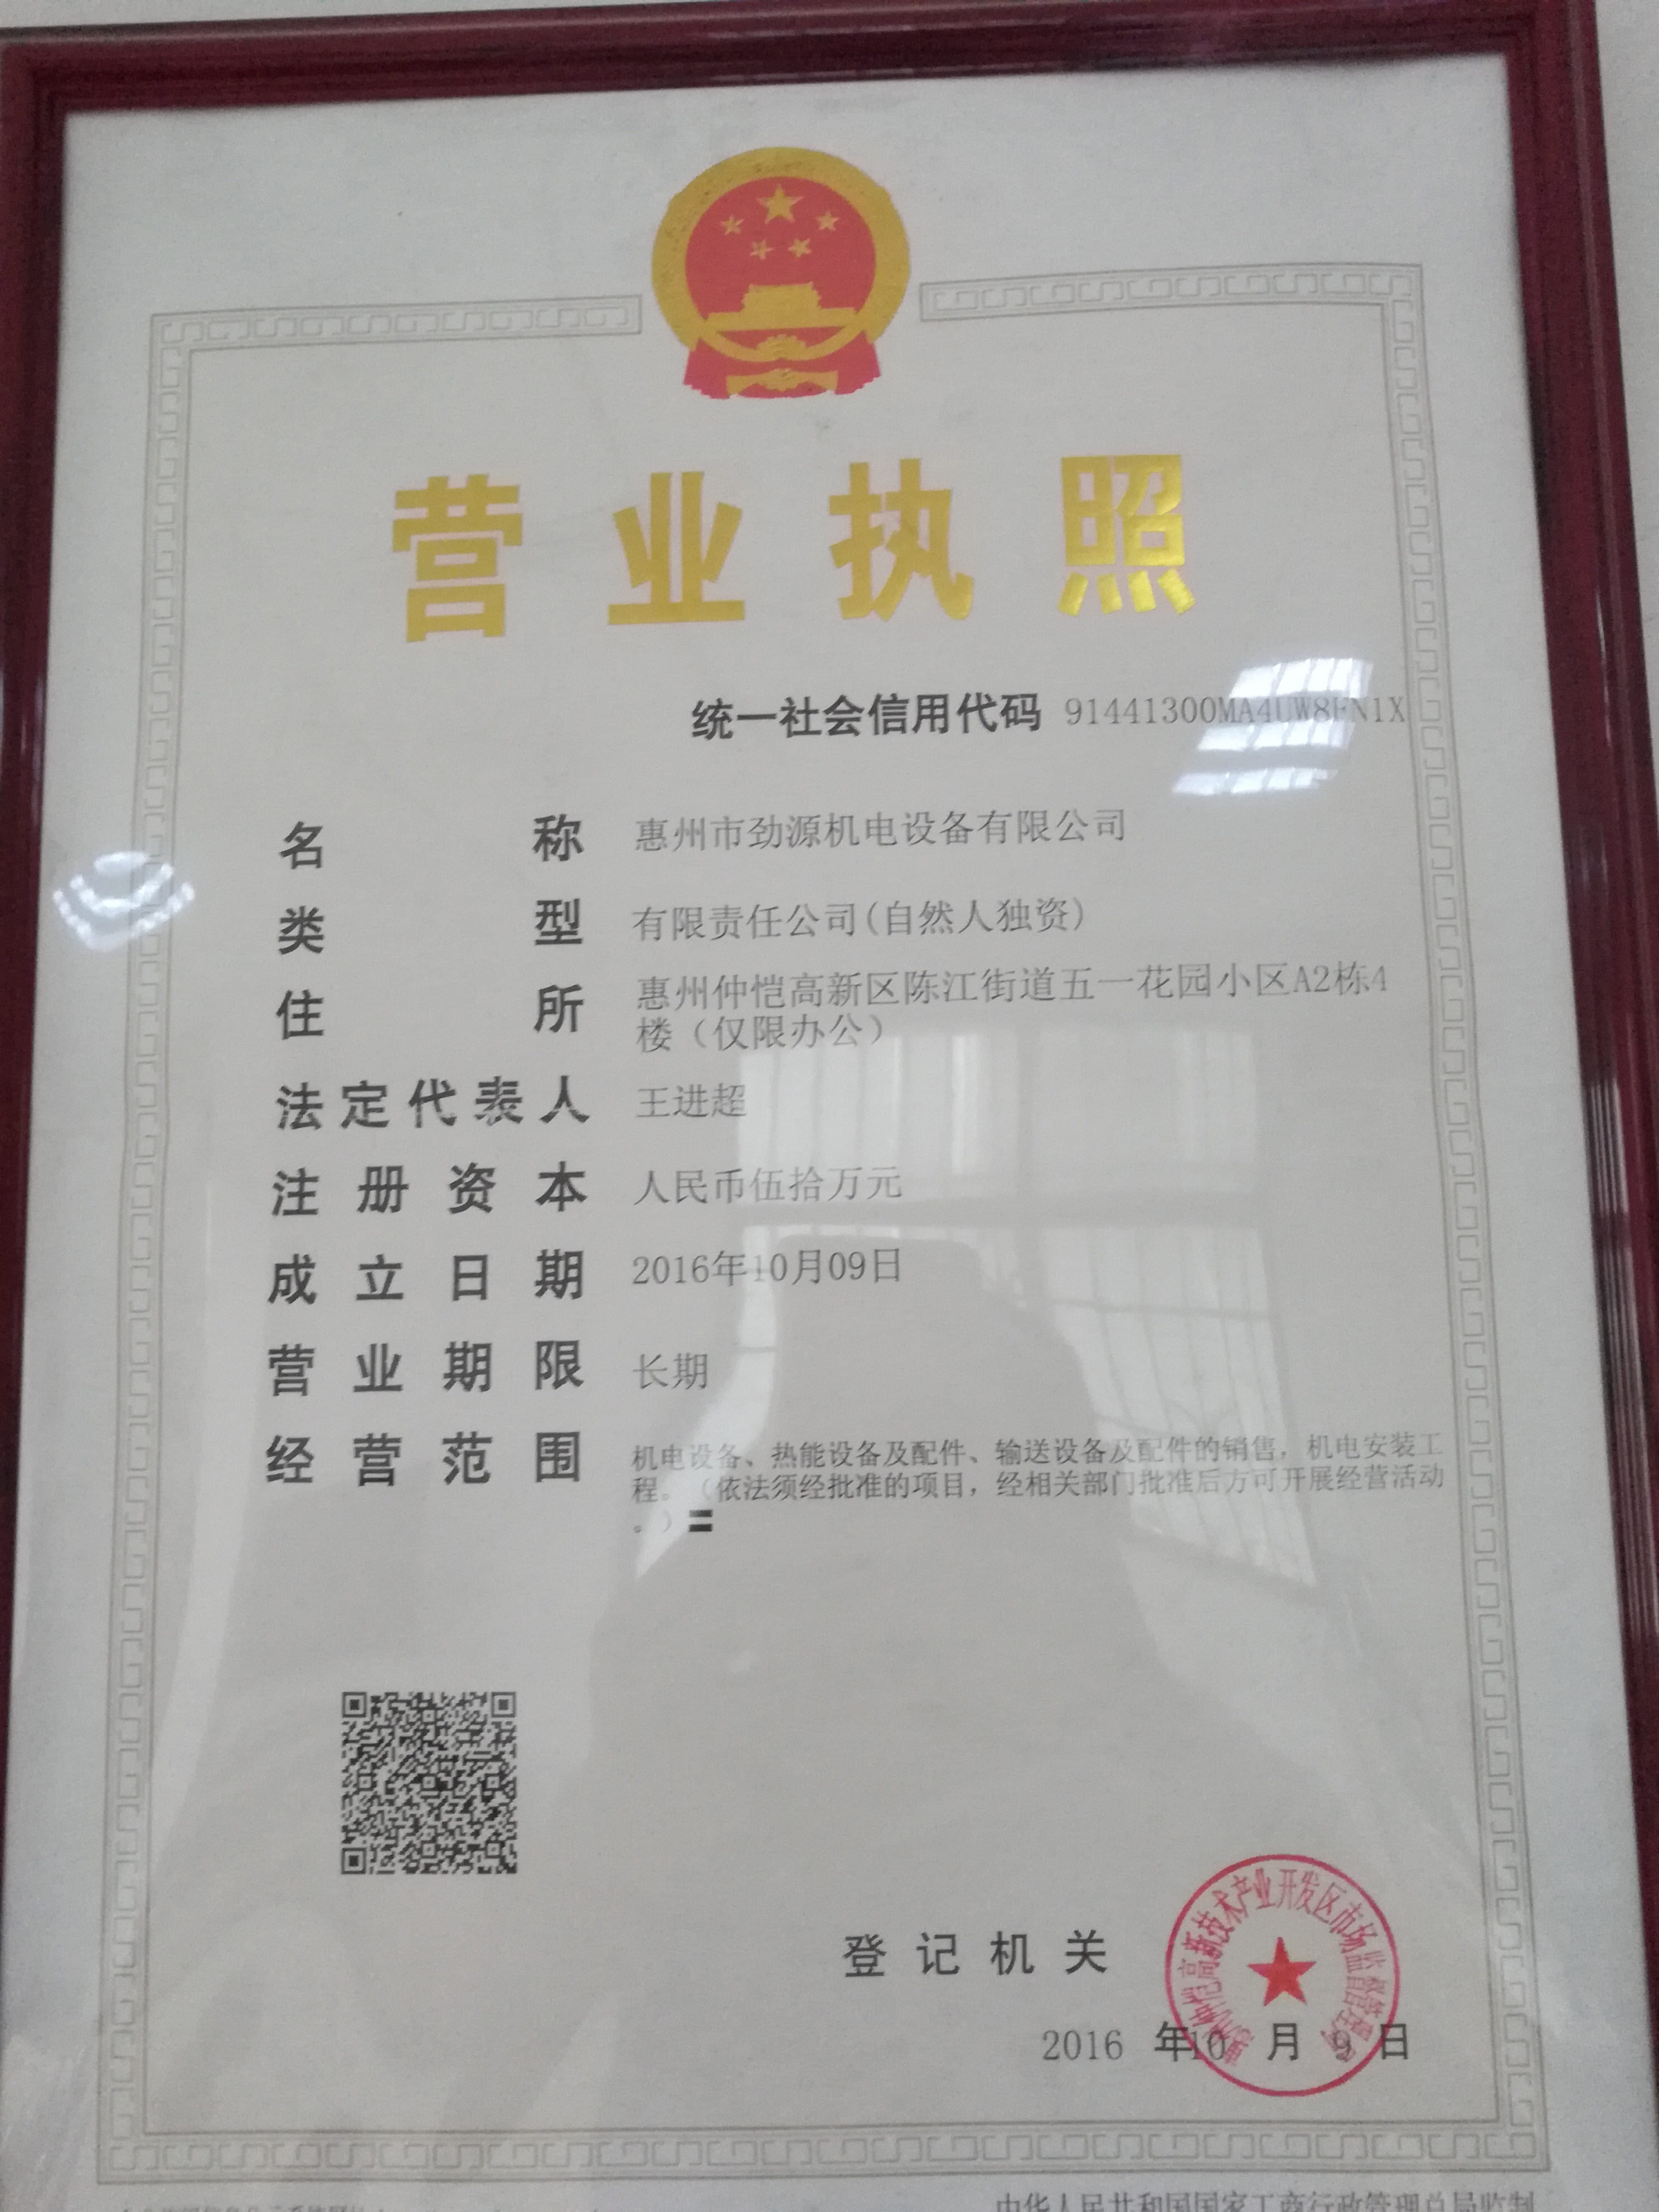 营业执照
统一社会信用代码 91441300MA4UW8FN1X
名称 惠州市劲源机电设备有限公司
类型 有限责任公司(自然人独资)
住所 惠州仲恺高新区陈江街道五一花园小区A2栋4
楼（仅限办公）
法定代表人 王进超
注册资本 人民币伍拾万元
成立日期 2016年10月09日
营业期限 长期
经营范围 机电设备、热能设备及配件、输送设备及配件的销售，机电安装工
程。（依法须经批准的项目，经相关部门批准后方可开展经营活动
。）〓
登记机关
仲恺高新技术产业开发区市场监督管理
2016 年10 月 9 日
中华人民共和国国家工商行政管理总局监制